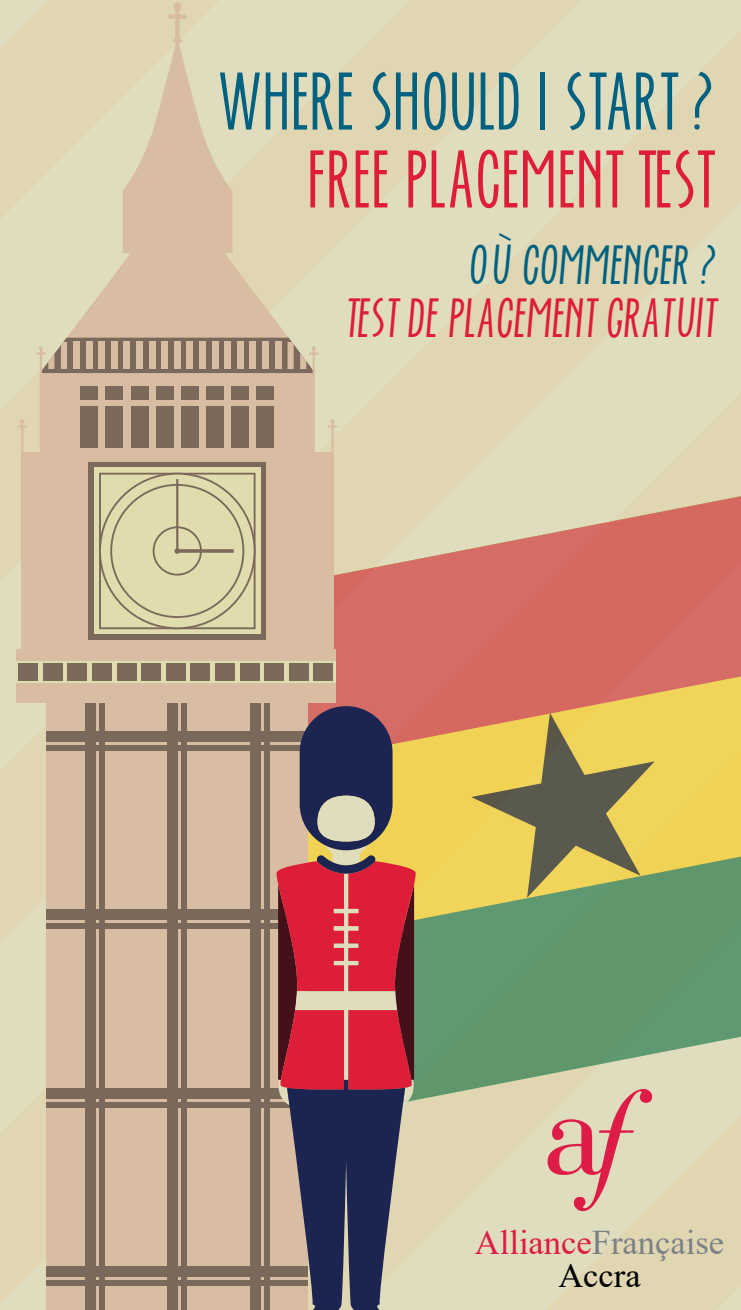 WHERE SHOULD I START ?
FREE PLACEMENT TEST
OÙ COMMENCER ?
TEST DE PLACEMENT GRATUIT
af
AllianceFrançaise
Accra